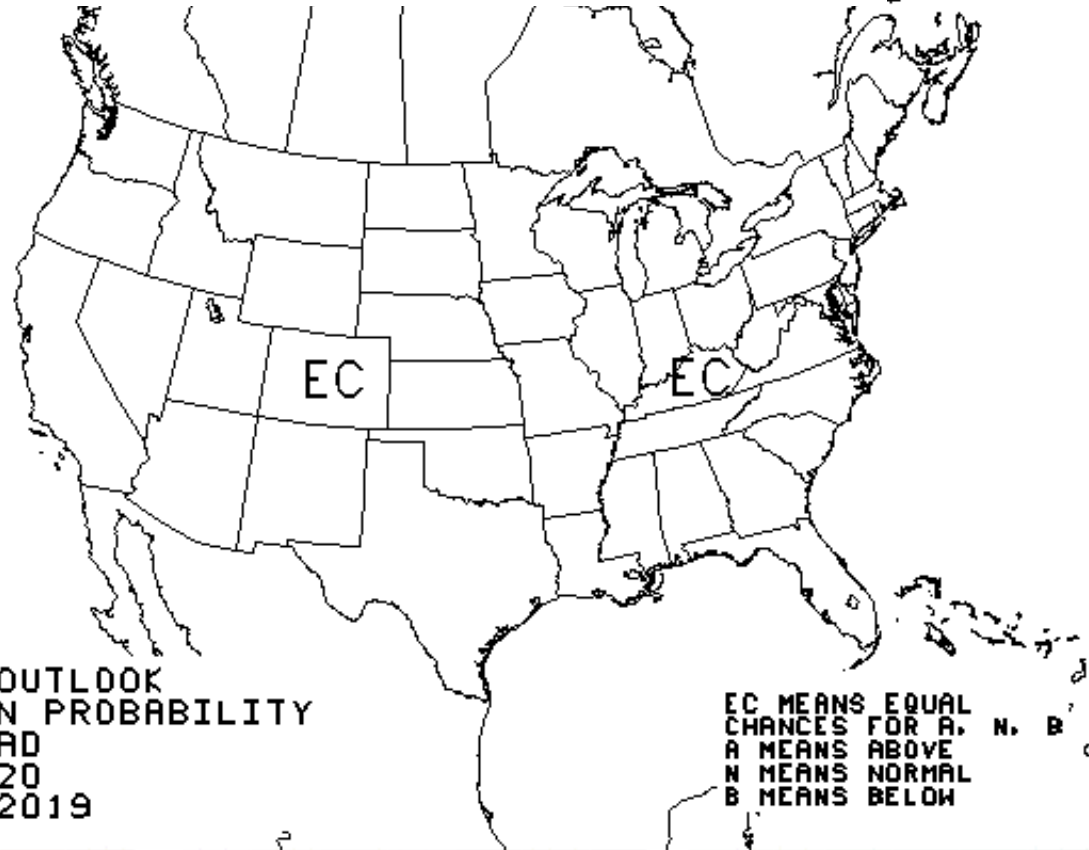 EC
EC
OUTLOOK
N PROBABILITY
AD
20
2019
EC MEANS EQUAL
CHANCES FOR A, N, B
A MEANS ABOVE
N MEANS NORMAL
B MEANS BELOW